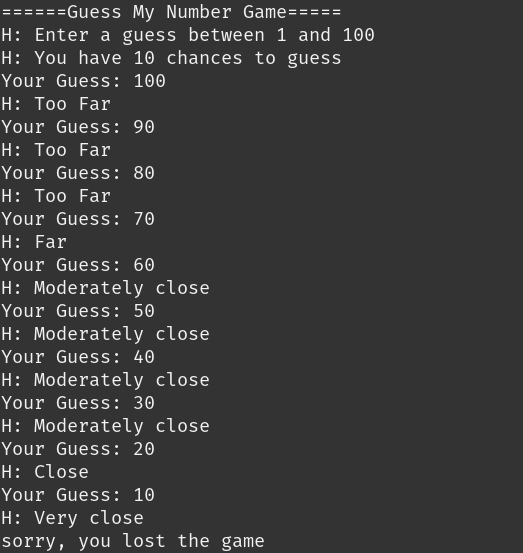 ======Guess My Number Game=====
H: Enter a guess between 1 and 100
H: You have 10 chances to guess
Your Guess: 100
H: Too Far
Your Guess: 90
H: Too Far
Your Guess: 80
H: Too Far
Your Guess: 70
H: Far
Your Guess: 60
H: Moderately close
Your Guess: 50
H: Moderately close
Your Guess: 40
H: Moderately close
Your Guess: 30
H: Moderately close
Your Guess: 20
H: Close
Your Guess: 10
H: Very close
sorry, you lost the game